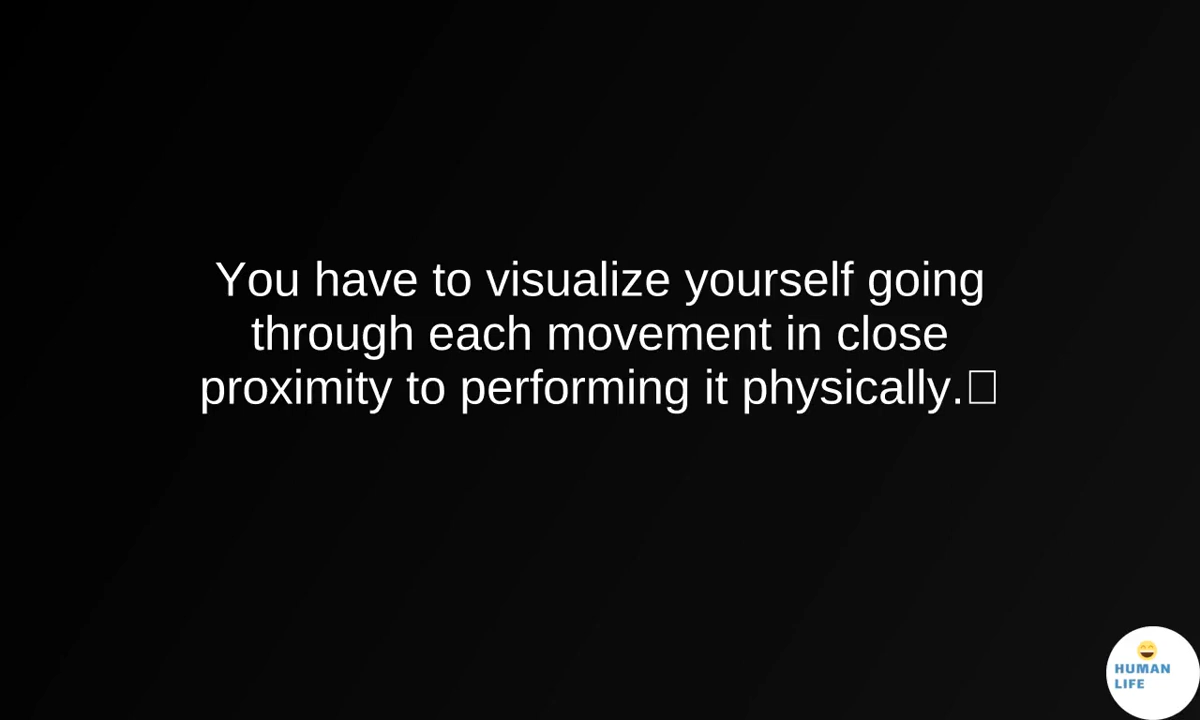 You have to visualize yourself going
through each movement in close
proximity to performing it physically.
HUMAN
LIFE